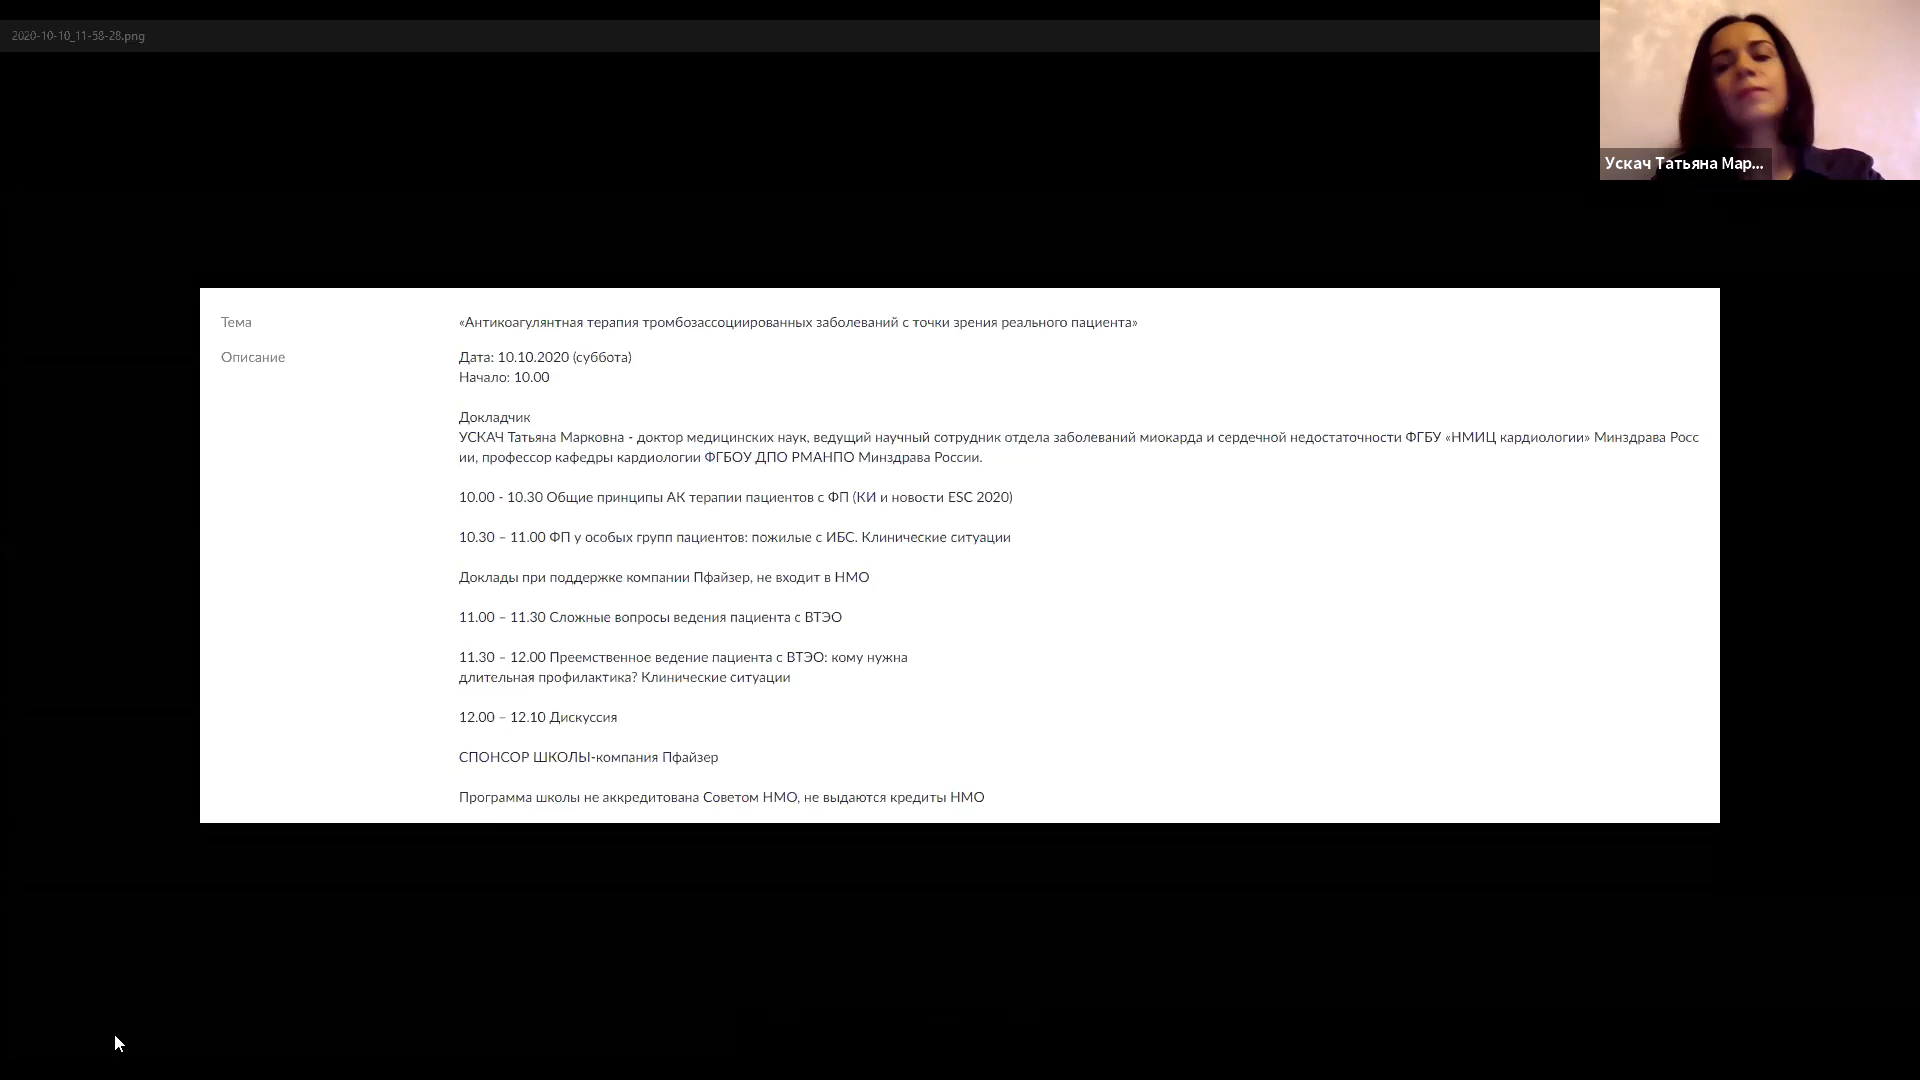 2020-10-10_11-58-28.png
Ускач Татьяна Мар...
Тема
«Антикоагулянтная терапия тромбозассоциированных заболеваний с точки зрения реального пациента»
Описание
Дата: 10.10.2020 (суббота)
Начало: 10.00
Докладчик
УСКАЧ Татьяна Марковна - доктор медицинских наук, ведущий научный сотрудник отдела заболеваний миокарда и сердечной недостаточности ФГБУ «НМИЦ кардиологии» Минздрава Росс
ии, профессор кафедры кардиологии ФГБОУ ДПО РМАНПО Минздрава России.
10.00 - 10.30 Общие принципы АК терапии пациентов с ФП (КИ и новости ESC 2020)
10.30 – 11.00 ФП у особых групп пациентов: пожилые с ИБС. Клинические ситуации
Доклады при поддержке компании Пфайзер, не входит в НМО
11.00 – 11.30 Сложные вопросы ведения пациента с ВТЭО
11.30 – 12.00 Преемственное ведение пациента с ВТЭО: кому нужна
длительная профилактика? Клинические ситуации
12.00 – 12.10 Дискуссия
СПОНСОР ШКОЛЫ-компания Пфайзер
Программа школы не аккредитована Советом НМО, не выдаются кредиты НМО